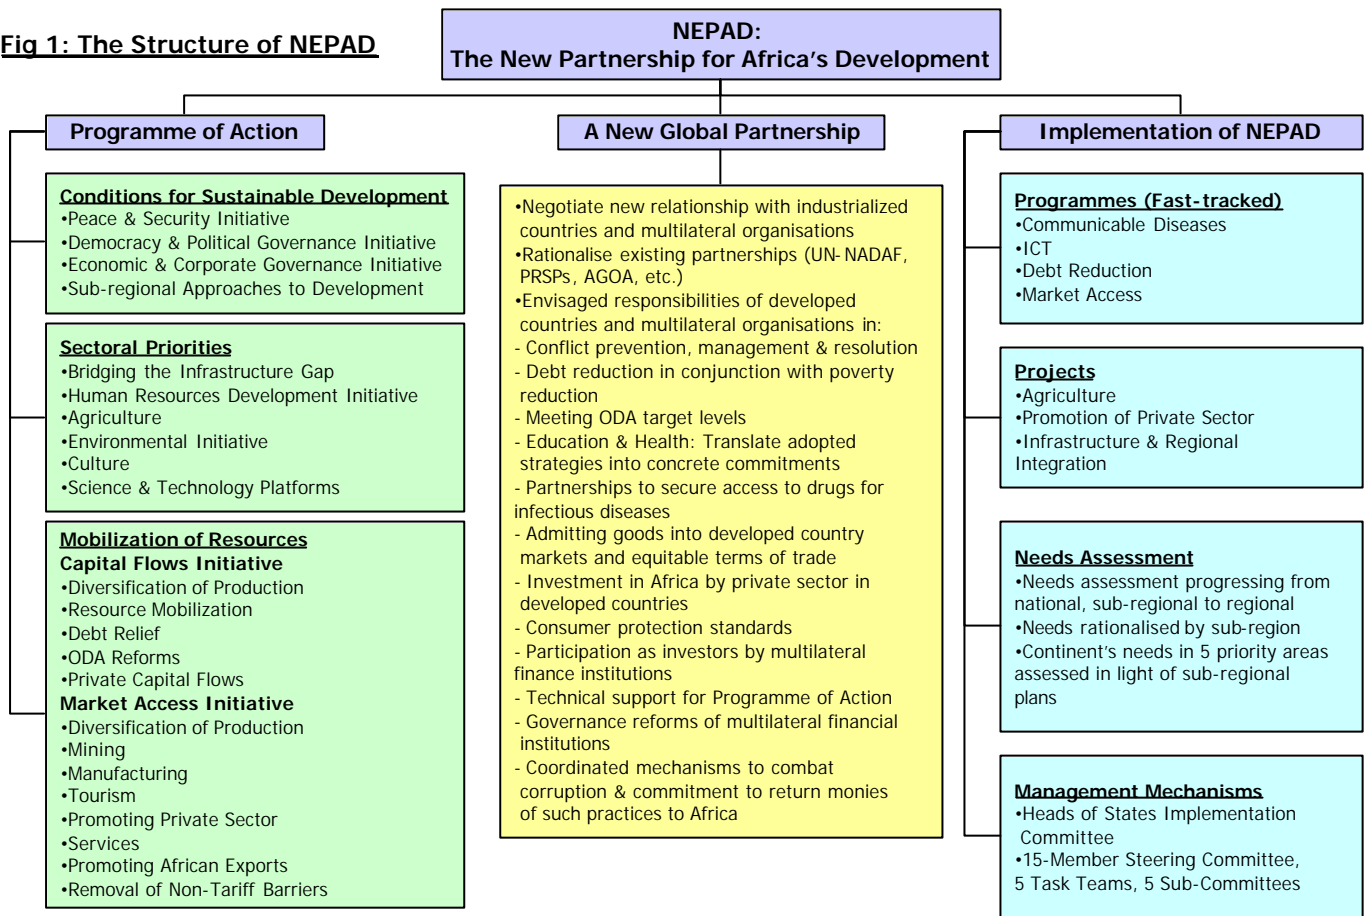 Fig 1: The Structure of NEPAD
NEPAD:
The New Partnership for Africa's Development
Programme of Action
Conditions for Sustainable Development
•Peace & Security Initiative
•Democracy & Political Governance Initiative
•Economic & Corporate Governance Initiative
•Sub-regional Approaches to Development
Sectoral Priorities
•Bridging the Infrastructure Gap
•Human Resources Development Initiative
•Agriculture
•Environmental Initiative
•Culture
•Science & Technology Platforms
Mobilization of Resources
Capital Flows Initiative
•Diversification of Production
•Resource Mobilization
•Debt Relief
•ODA Reforms
•Private Capital Flows
Market Access Initiative
•Diversification of Production
•Mining
•Manufacturing
•Tourism
•Promoting Private Sector
•Services
•Promoting African Exports
•Removal of Non-Tariff Barriers
A New Global Partnership
•Negotiate new relationship with industrialized
countries and multilateral organisations
•Rationalise existing partnerships (UN-NADAF,
PRSPs, AGOA, etc.)
•Envisaged responsibilities of developed
countries and multilateral organisations in:
- Conflict prevention, management & resolution
- Debt reduction in conjunction with poverty
reduction
- Meeting ODA target levels
- Education & Health: Translate adopted
strategies into concrete commitments
- Partnerships to secure access to drugs for
infectious diseases
- Admitting goods into developed country
markets and equitable terms of trade
- Investment in Africa by private sector in
developed countries
- Consumer protection standards
- Participation as investors by multilateral
finance institutions
- Technical support for Programme of Action
- Governance reforms of multilateral financial
institutions
- Coordinated mechanisms to combat
corruption & commitment to return monies
of such practices to Africa
Implementation of NEPAD
Programmes (Fast-tracked)
•Communicable Diseases
•ICT
•Debt Reduction
•Market Access
Projects
•Agriculture
•Promotion of Private Sector
•Infrastructure & Regional
Integration
Needs Assessment
•Needs assessment progressing from
national, sub-regional to regional
•Needs rationalised by sub-region
•Continent's needs in 5 priority areas
assessed in light of sub-regional
plans
Management Mechanisms
•Heads of States Implementation
Committee
•15-Member Steering Committee,
5 Task Teams, 5 Sub-Committees